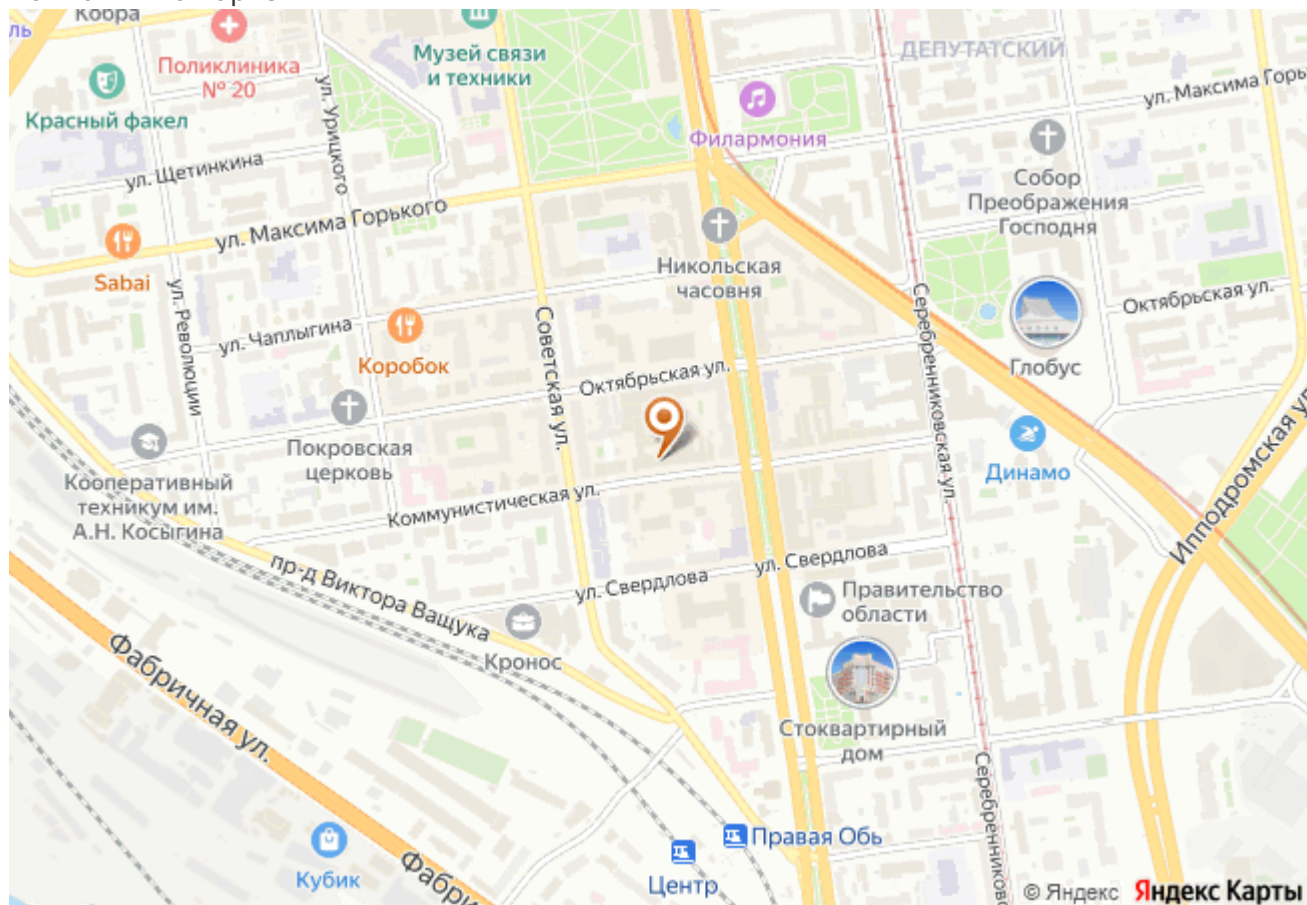 Кобра
ль
Поликлиника
№ 20
Музей связи
и техники
ДЕПУТАТСКИЙ
ул. Максима Горь
Красный факел
ул. Урицкого
Филармония
ул. Щетинкина
Собор
Преображения
Господня
ул. Максима Горького
Sabai
Никольская
часовня
ул. Революции
ул. Чаплыгина
Коробок
Советская ул.
Серебренниковская ул.
Октябрьская ул.
Глобус
Октябрьская ул.
Покровская
церковь
Кооперативный
техникум им.
А.Н. Косыгина
Динамо
Ипподромская у
Коммунистическая ул.
пр-д Виктора Ващука
ул. Свердлова
ул. Свердлова
Правительство
области
Кронос
Фабричная ул.
Стоквартирный
дом
Серебренниковс
Правая Обь
Центр
Кубик
Фабри
© Яндекс Яндекс Карты